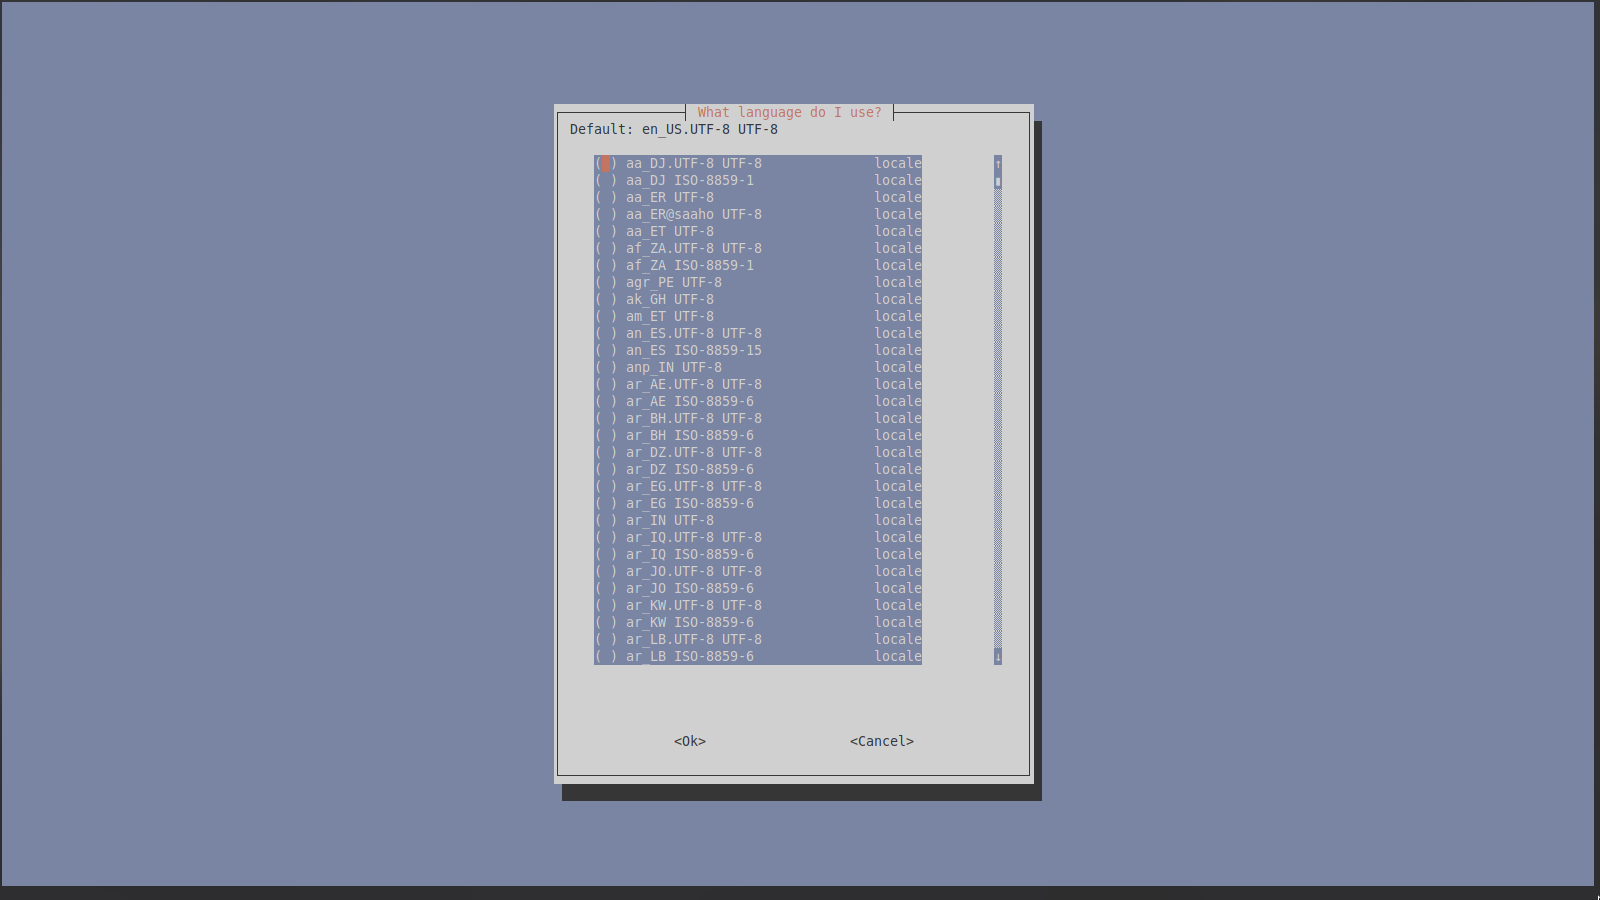 What language do I use?
Default: en_US.UTF-8 UTF-8
( ) aa_DJ.UTF-8 UTF-8 locale ↑
( ) aa_DJ ISO-8859-1 locale
( ) aa_ER UTF-8 locale
( ) aa_ER@saaho UTF-8 locale
( ) aa_ET UTF-8 locale
( ) af_ZA.UTF-8 UTF-8 locale
( ) af_ZA ISO-8859-1 locale
( ) agr_PE UTF-8 locale
( ) ak_GH UTF-8 locale
( ) am_ET UTF-8 locale
( ) an_ES.UTF-8 UTF-8 locale
( ) an_ES ISO-8859-15 locale
( ) anp_IN UTF-8 locale
( ) ar_AE.UTF-8 UTF-8 locale
( ) ar_AE ISO-8859-6 locale
( ) ar_BH.UTF-8 UTF-8 locale
( ) ar_BH ISO-8859-6 locale
( ) ar_DZ.UTF-8 UTF-8 locale
( ) ar_DZ ISO-8859-6 locale
( ) ar_EG.UTF-8 UTF-8 locale
( ) ar_EG ISO-8859-6 locale
( ) ar_IN UTF-8 locale
( ) ar_IQ.UTF-8 UTF-8 locale
( ) ar_IQ ISO-8859-6 locale
( ) ar_JO.UTF-8 UTF-8 locale
( ) ar_JO ISO-8859-6 locale
( ) ar_KW.UTF-8 UTF-8 locale
( ) ar_KW ISO-8859-6 locale
( ) ar_LB.UTF-8 UTF-8 locale
( ) ar_LB ISO-8859-6 locale ↓
<Ok> <Cancel>